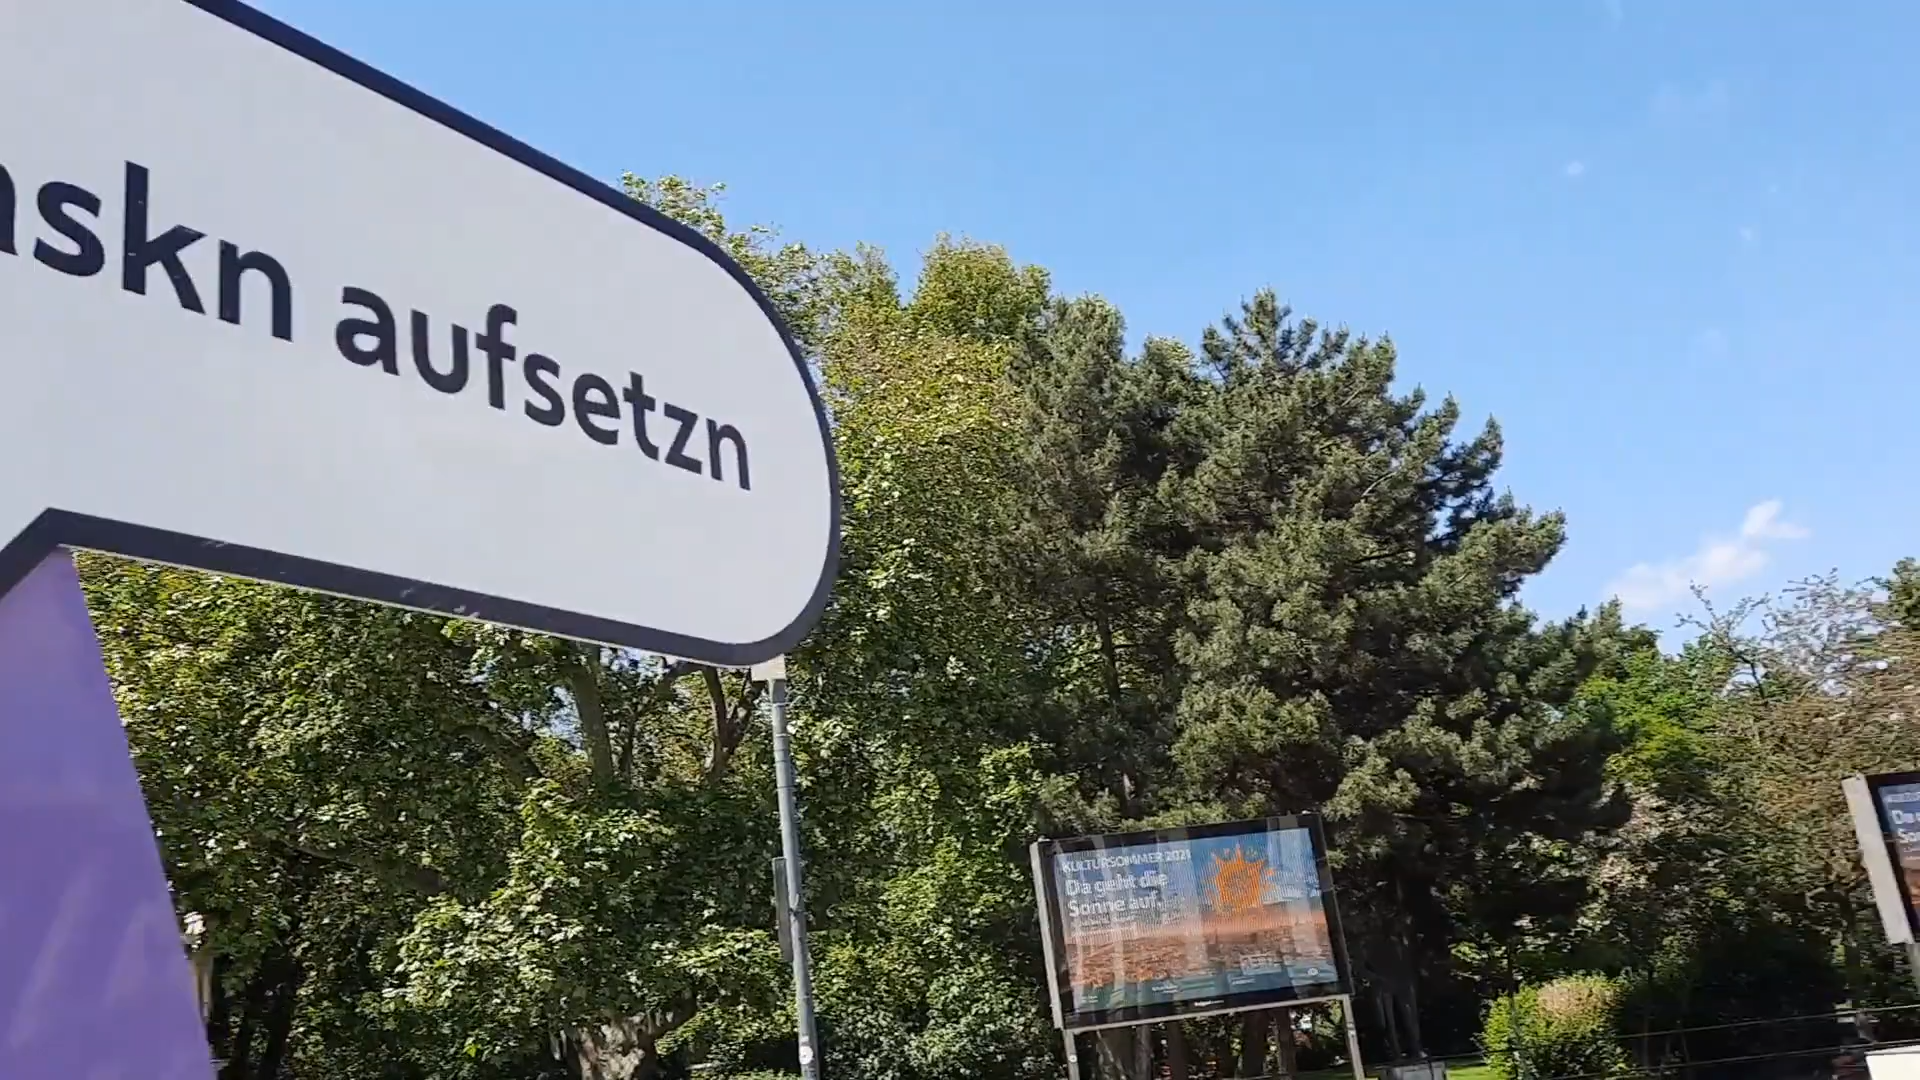 askn aufsetzn
KULTURSOMMER 2021
Da geht die
Sonne auf.